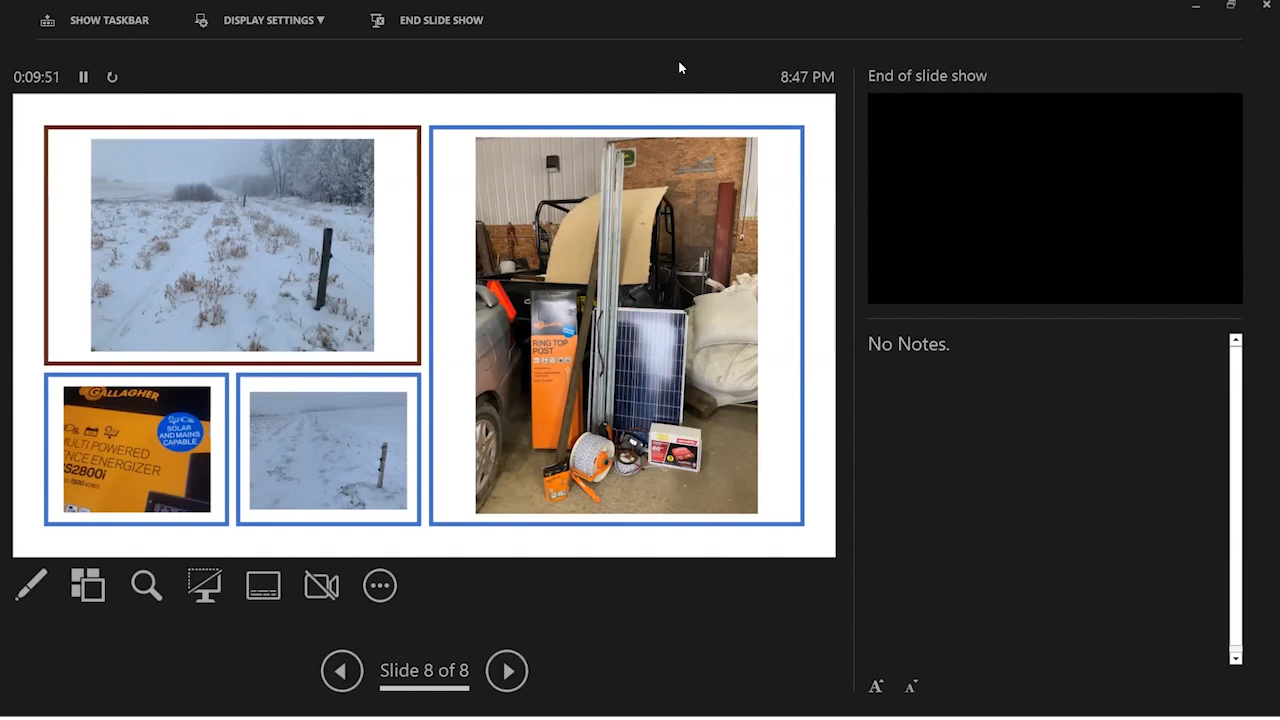 SHOW TASKBAR
DISPLAY SETTINGS ▼
END SLIDE SHOW
0:09:51
8:47 PM
End of slide show
GALLAGHER
SOLAR
AND MAINS
CAPABLE
MULTI POWERED
ENCE ENERGIZER
S2800i
RING TOP
POST
No Notes.
Slide 8 of 8
A
A